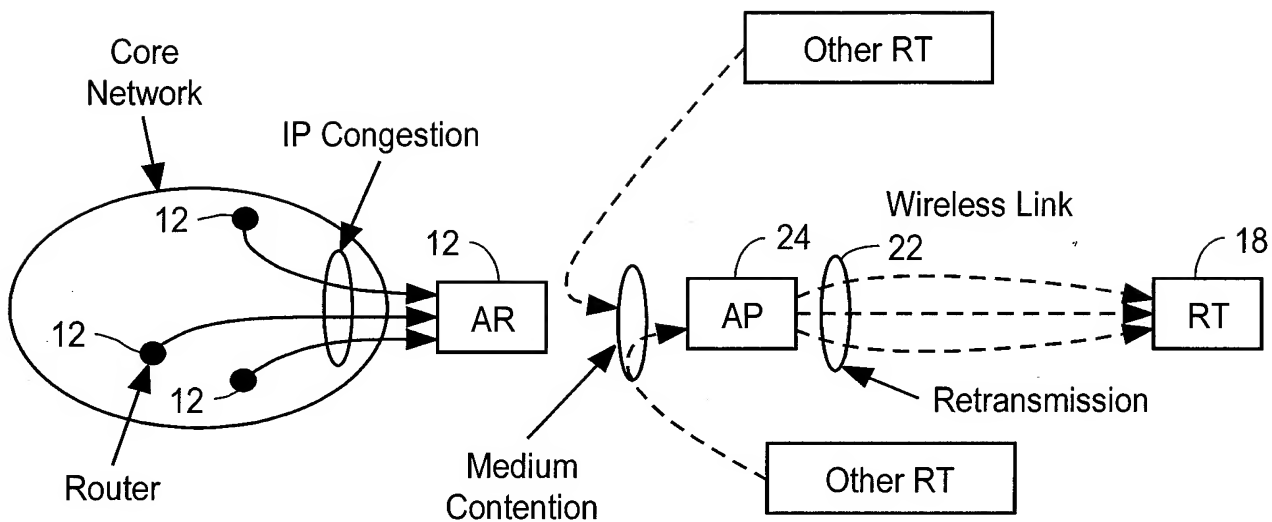 Core
Network
IP Congestion
Other RT
Wireless Link
12
12
24
22
18
AR
AP
RT
12
12
Router
Medium
Contention
Retransmission
Other RT